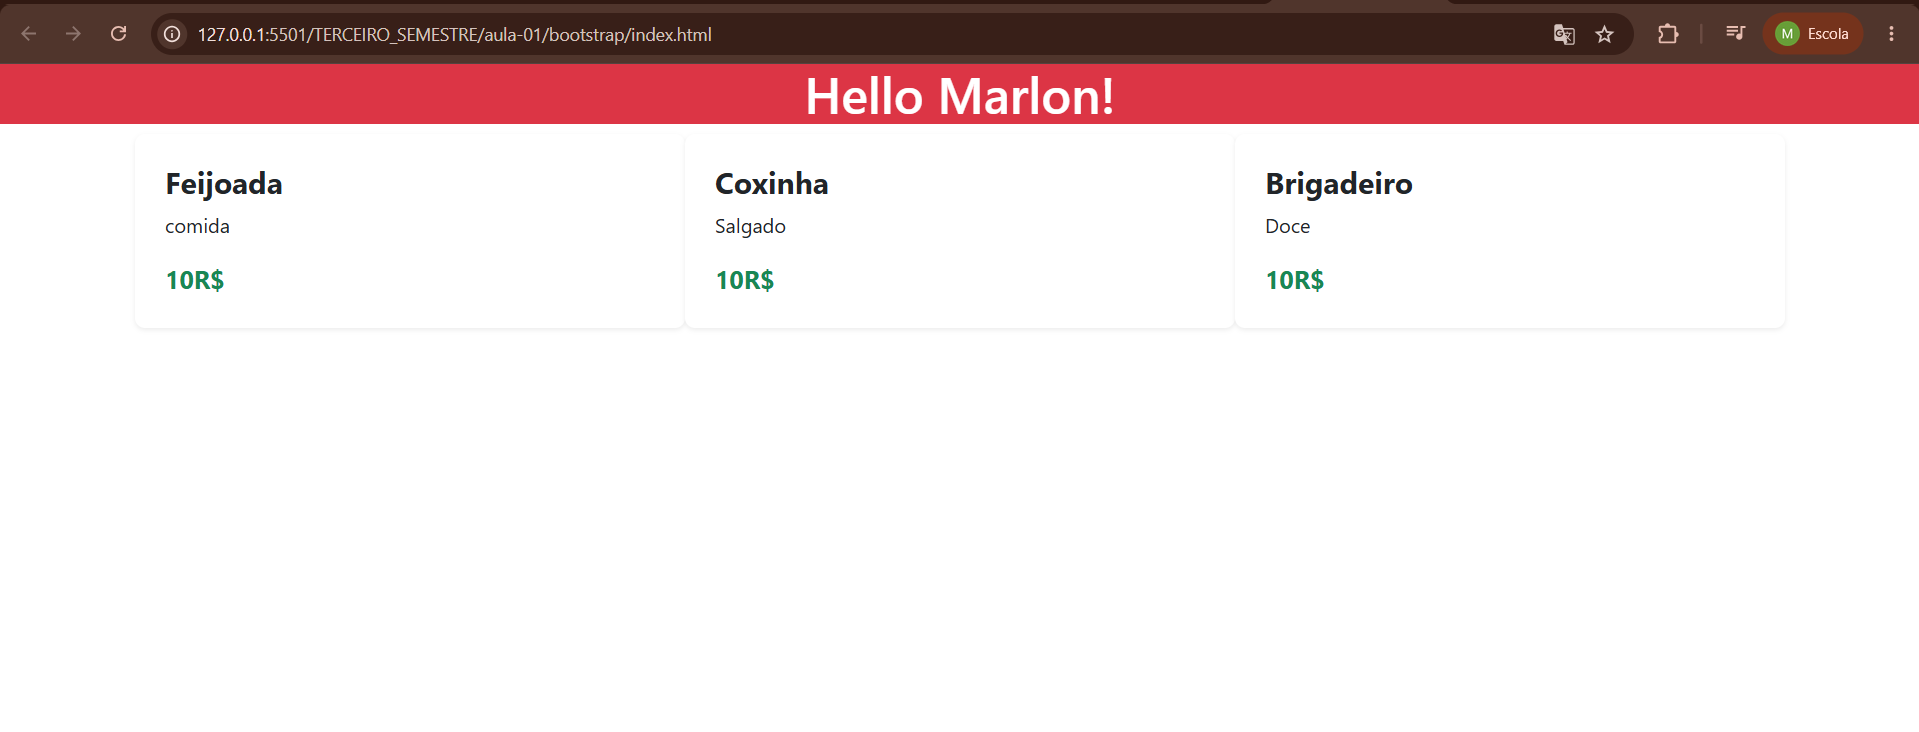 127.0.0.1:5501/TERCEIRO_SEMESTRE/aula-01/bootstrap/index.html
M Escola
Hello Marlon!
Feijoada
comida
10R$
Coxinha
Salgado
10R$
Brigadeiro
Doce
10R$